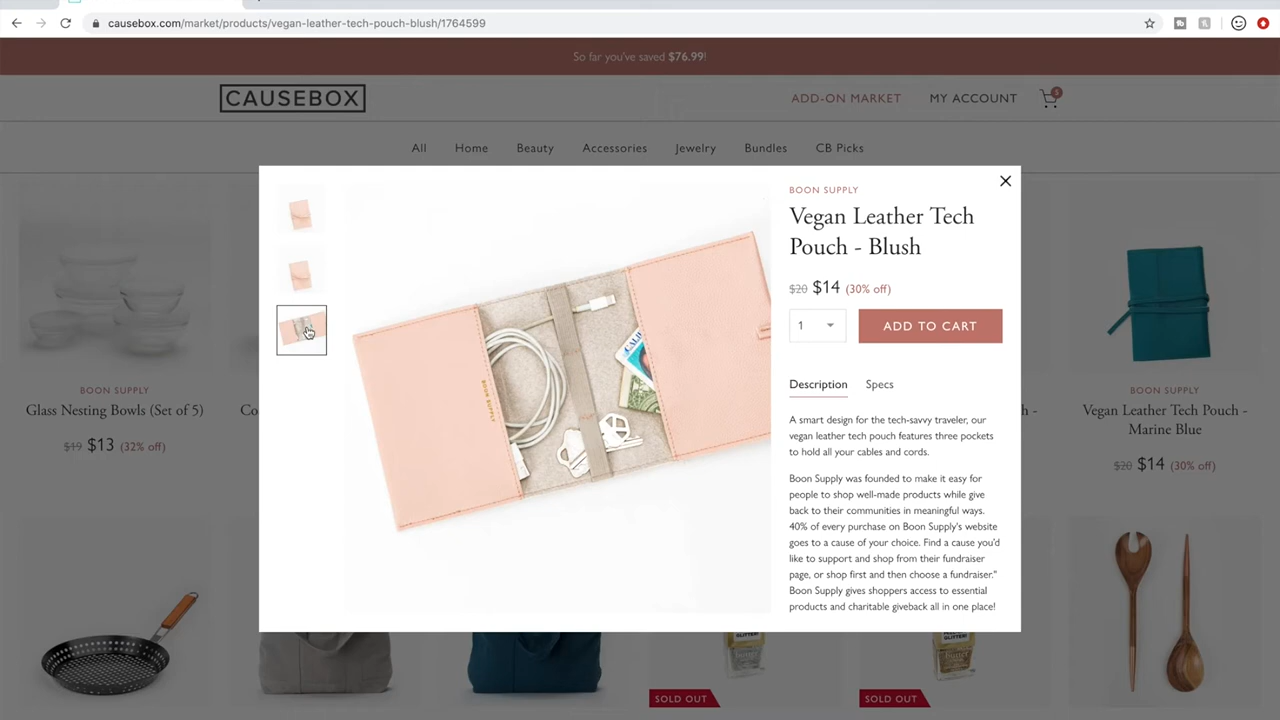 causebox.com/market/products/vegan-leather-tech-pouch-blush/1764599
So far you've saved $76.99!
CAUSEBOX
ADD-ON MARKET
MY ACCOUNT
All
Home
Beauty
Accessories
Jewelry
Bundles
CB Picks
BOON SUPPLY
Vegan Leather Tech
Pouch - Blush
$20 $14 (30% off)
1
ADD TO CART
Description
Specs
A smart design for the tech-savvy traveler, our
vegan leather tech pouch features three pockets
to hold all your cables and cords.
Boon Supply was founded to make it easy for
people to shop well-made products while give
back to their communities in meaningful ways.
40% of every purchase on Boon Supply's website
goes to a cause of your choice. Find a cause you'd
like to support and shop from their fundraiser
page, or shop first and then choose a fundraiser."
Boon Supply gives shoppers access to essential
products and charitable giveback all in one place!
BOON SUPPLY
BOON SUPPLY
Glass Nesting Bowls (Set of 5)
$19 $13 (32% off)
BOON SUPPLY
Vegan Leather Tech Pouch -
Marine Blue
$20 $14 (30% off)
SOLD OUT
SOLD OUT